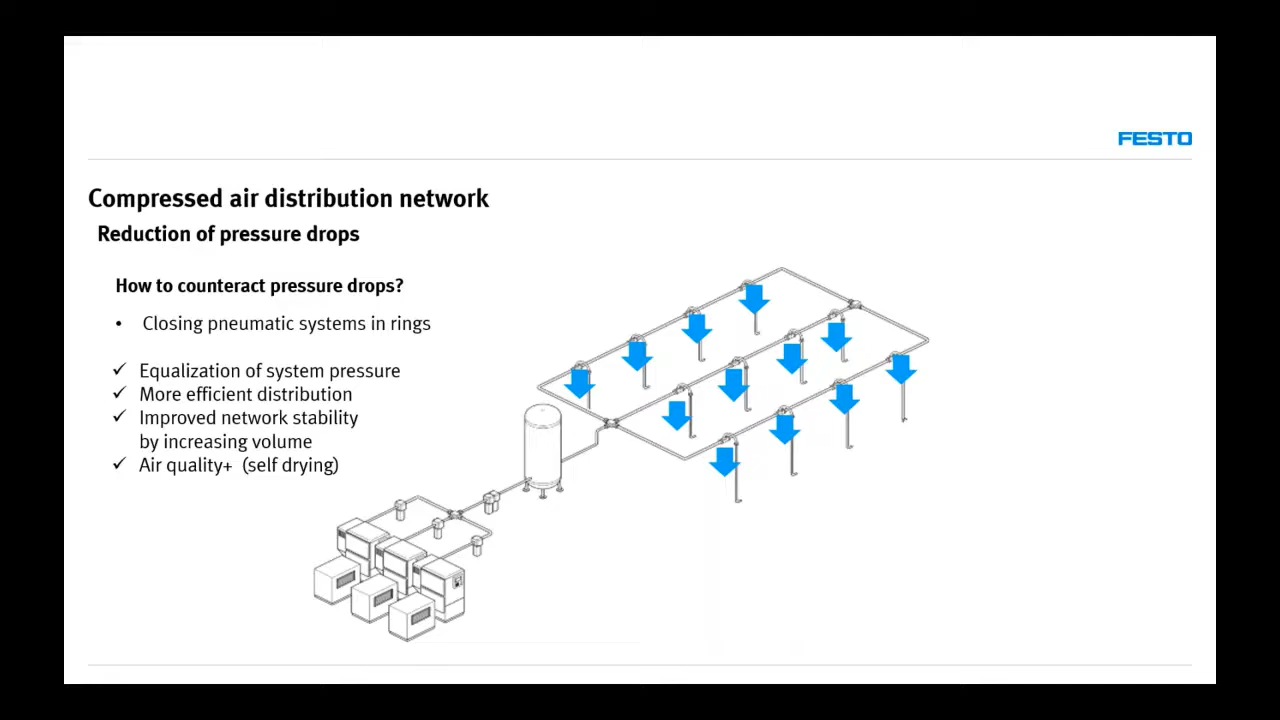 FESTO
Compressed air distribution network
Reduction of pressure drops
How to counteract pressure drops?
• Closing pneumatic systems in rings
✓ Equalization of system pressure
✓ More efficient distribution
✓ Improved network stability
by increasing volume
✓ Air quality+ (self drying)